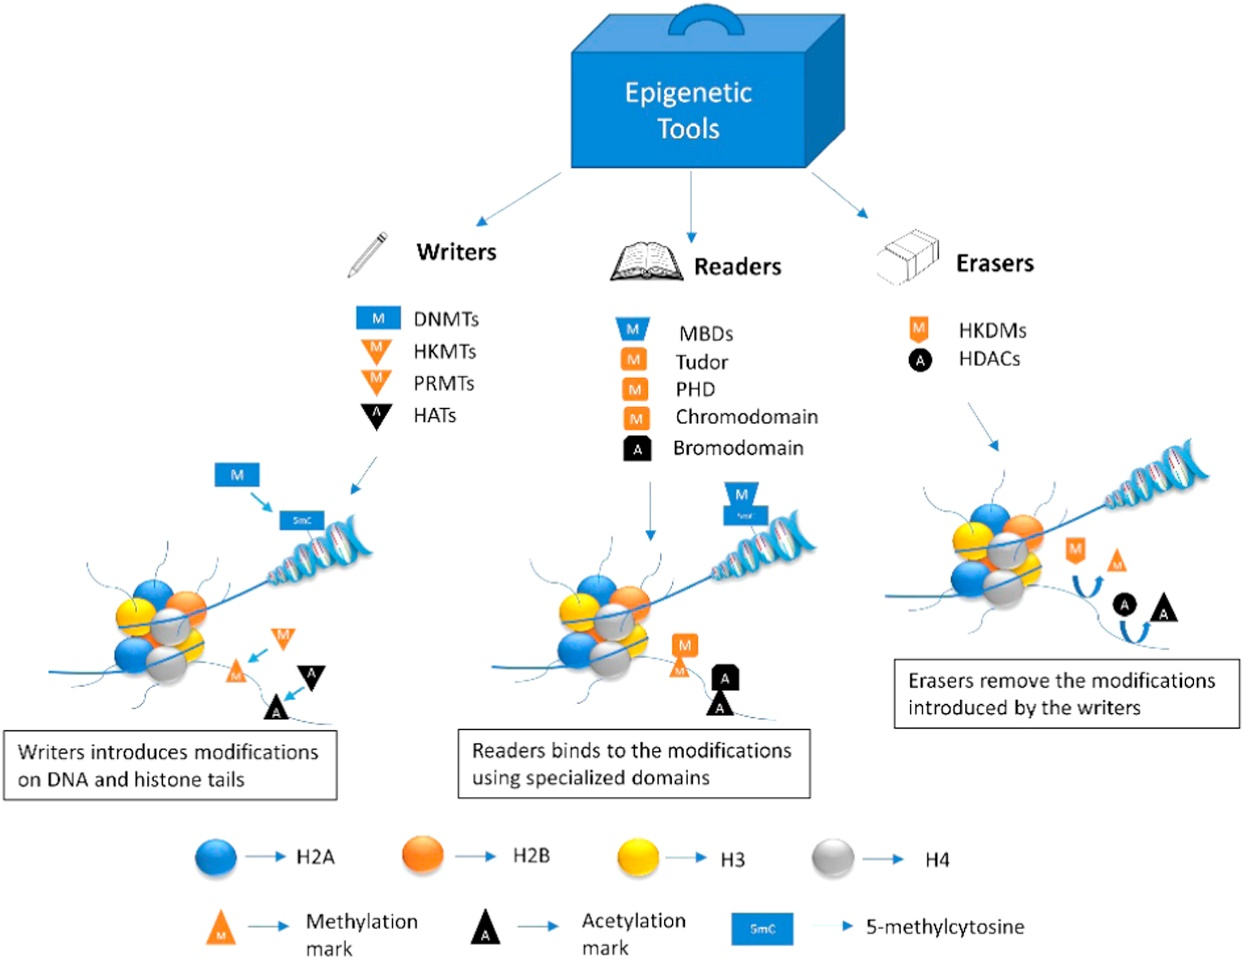 Epigenetic
Tools
Writers
M DNMTs
M HKMTs
M PRMTs
A HATs
Readers
M MBDs
M Tudor
M PHD
M Chromodomain
A Bromodomain
Erasers
M HKDMs
A HDACs
M
5mC
M
M
A
A
Writers introduces modifications
on DNA and histone tails
M
5mC
M
M
A
A
Readers binds to the modifications
using specialized domains
M
M
A
A
Erasers remove the modifications
introduced by the writers
H2A
H2B
H3
H4
M
Methylation
mark
A
Acetylation
mark
5mC
5-methylcytosine